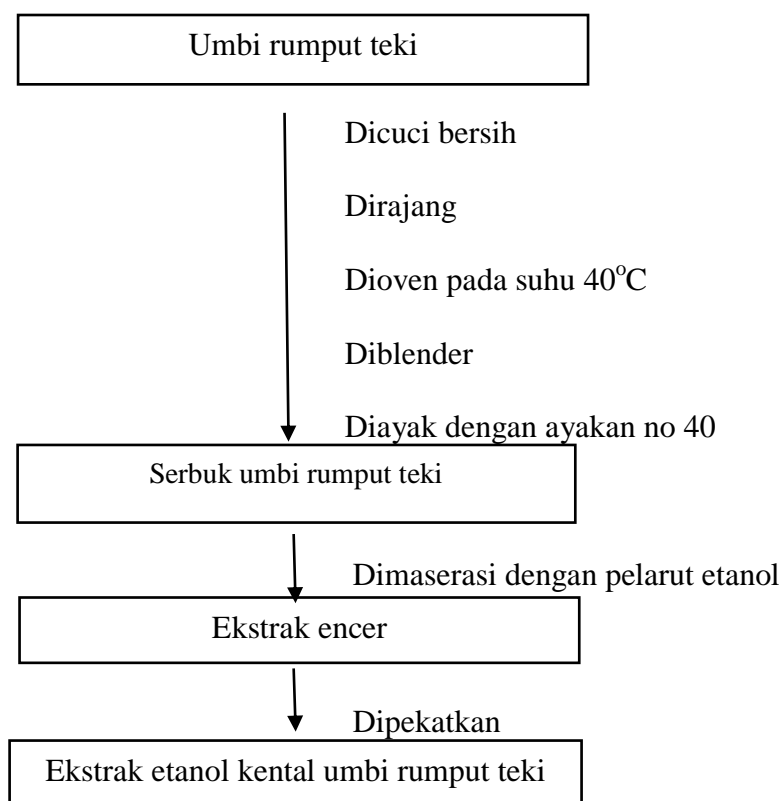 Umbi rumput teki
Dicuci bersih
Dirajang
Dioven pada suhu 40°C
Diblender
Diayak dengan ayakan no 40
Serbuk umbi rumput teki
Dimaserasi dengan pelarut etanol
Ekstrak encer
Dipekatkan
Ekstrak etanol kental umbi rumput teki